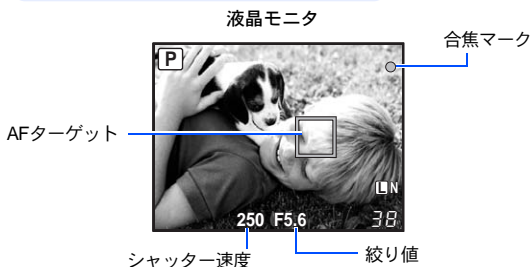 液晶モニタ
合焦マーク
P
AFターゲット
L N
250 F5.6 38
シャッター速度
絞り値